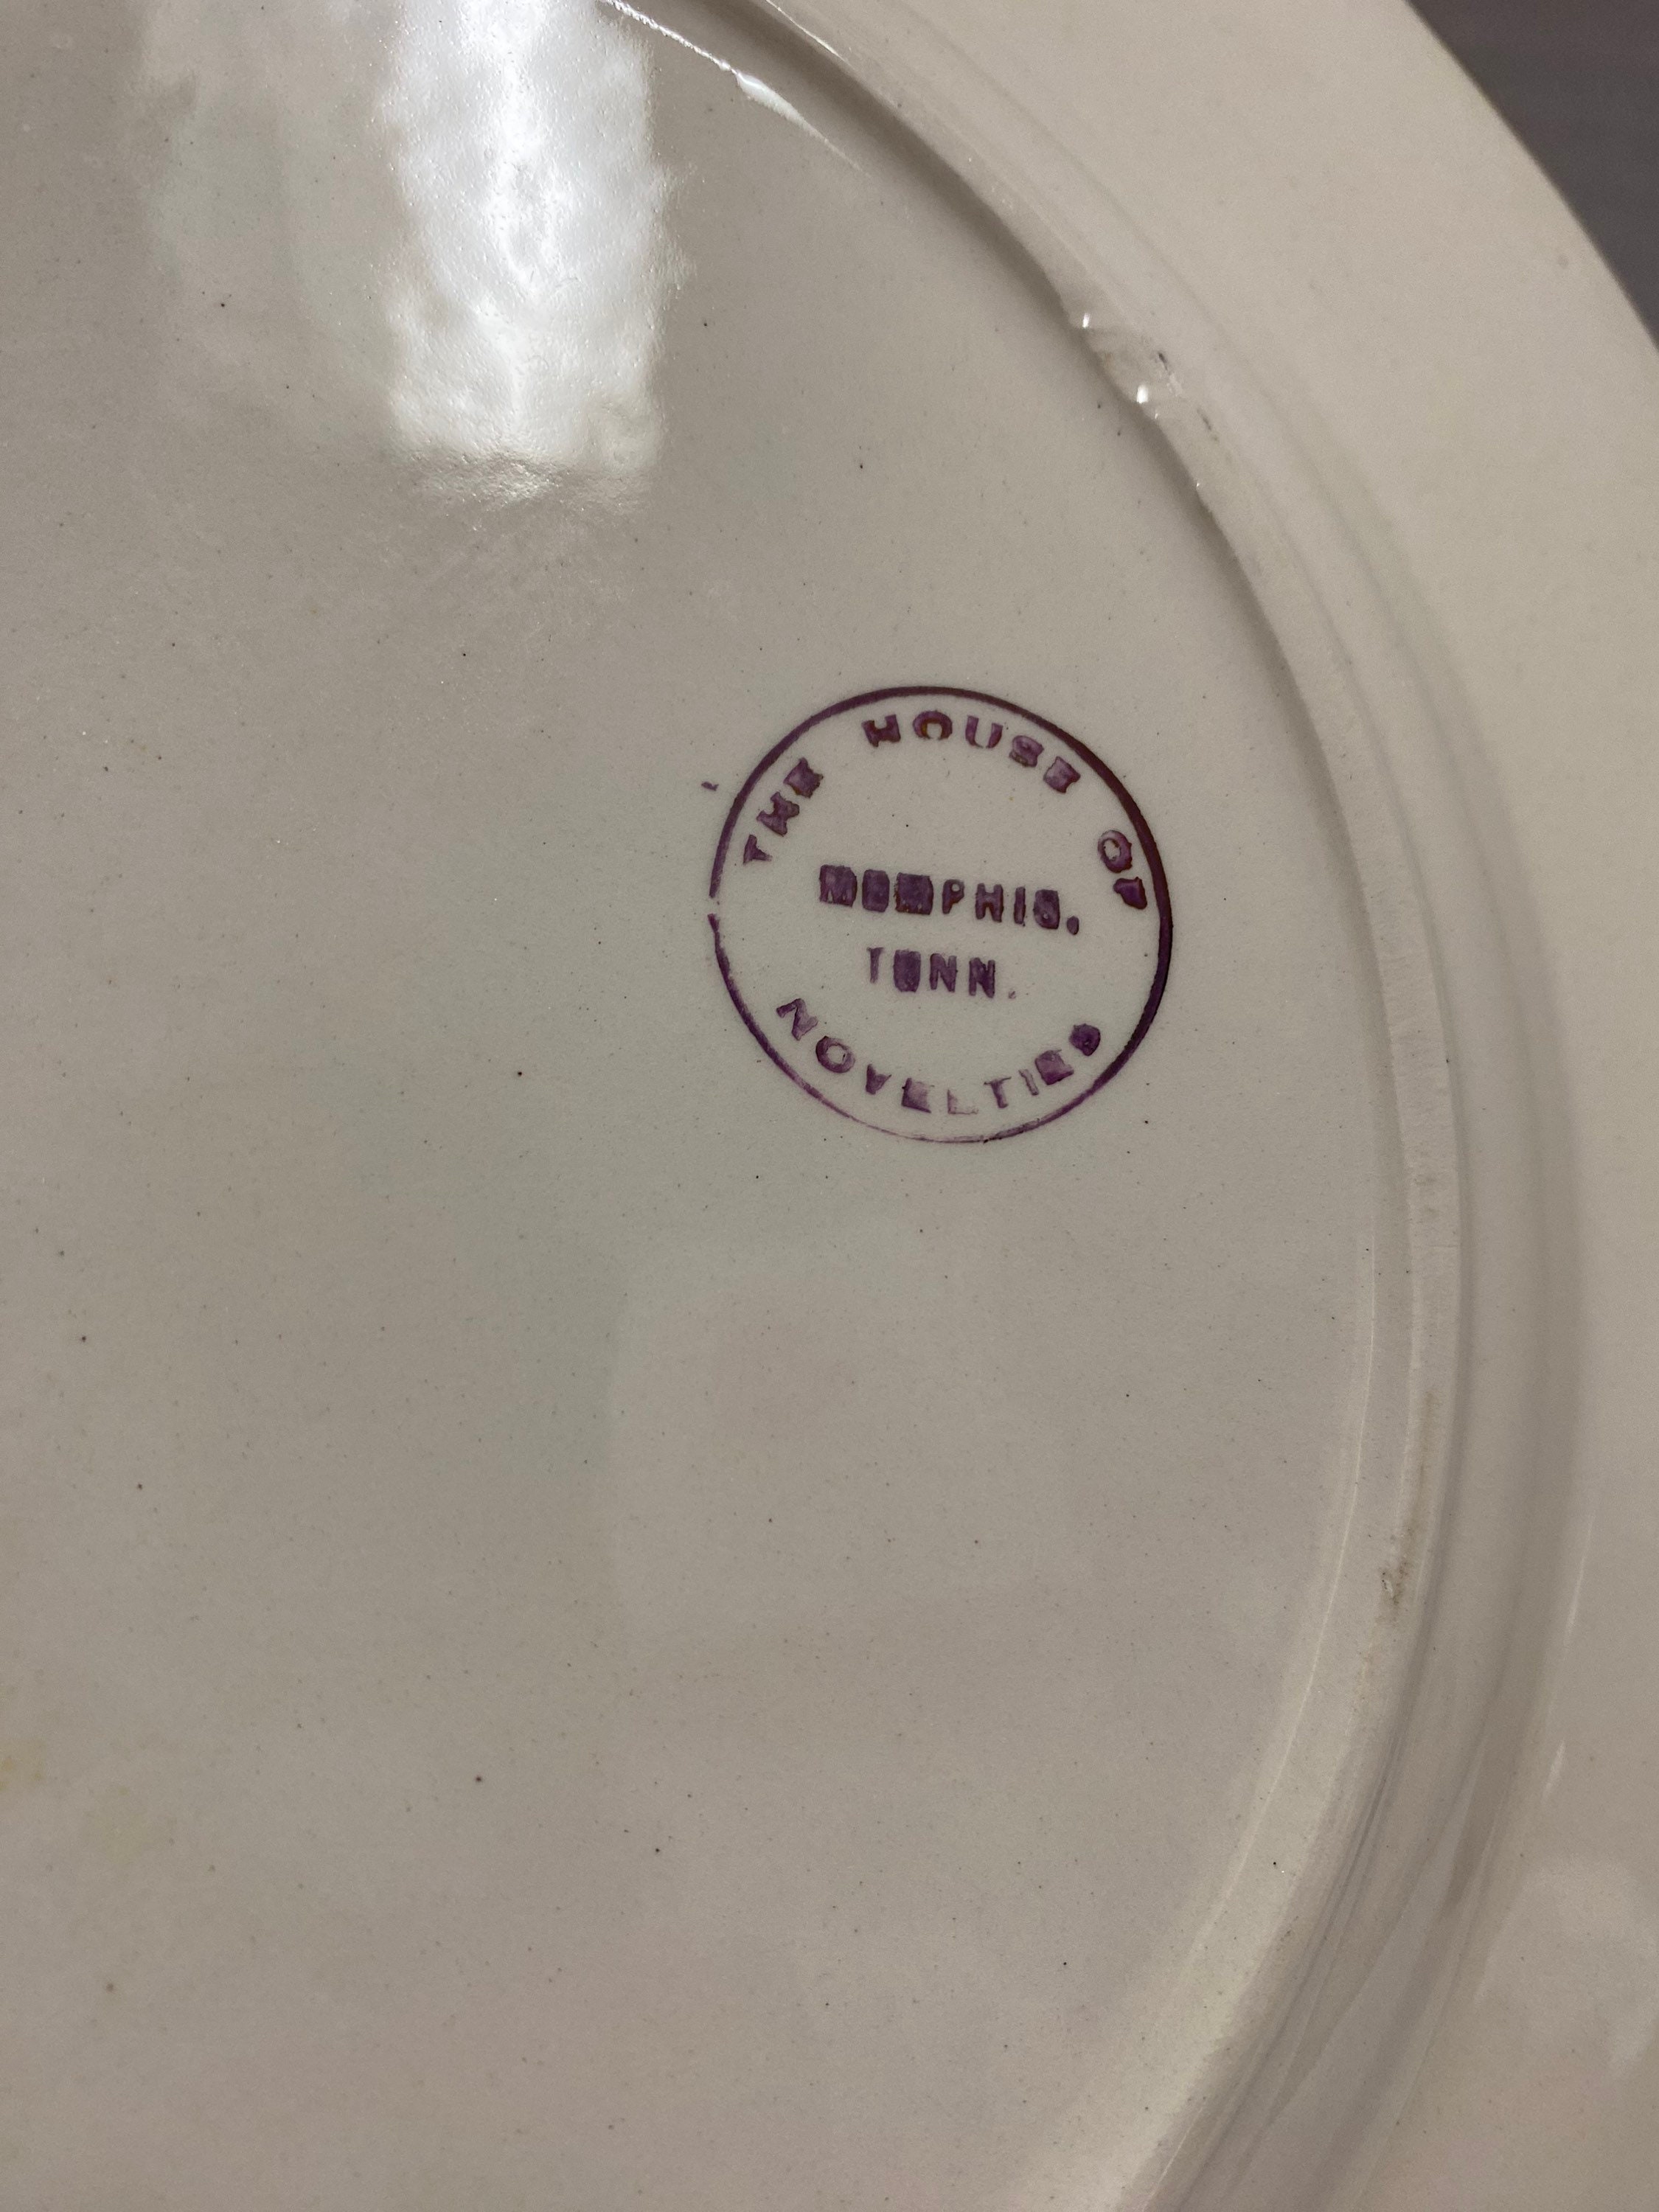 THE HOUSE OF
MEMPHIS,
TENN.
NOVELTIES